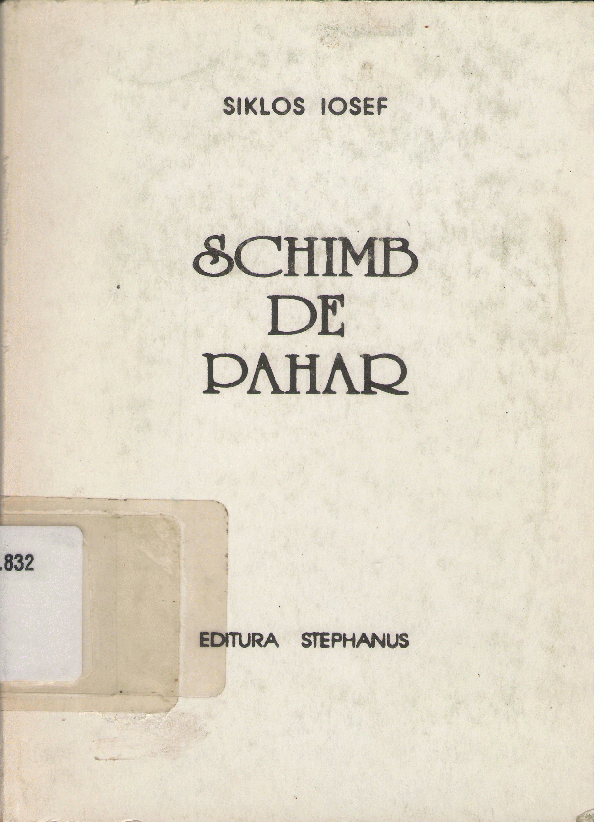 SIKLOS IOSEF
SCHIMB
DE
PAHAR
.832
EDITURA STEPHANUS